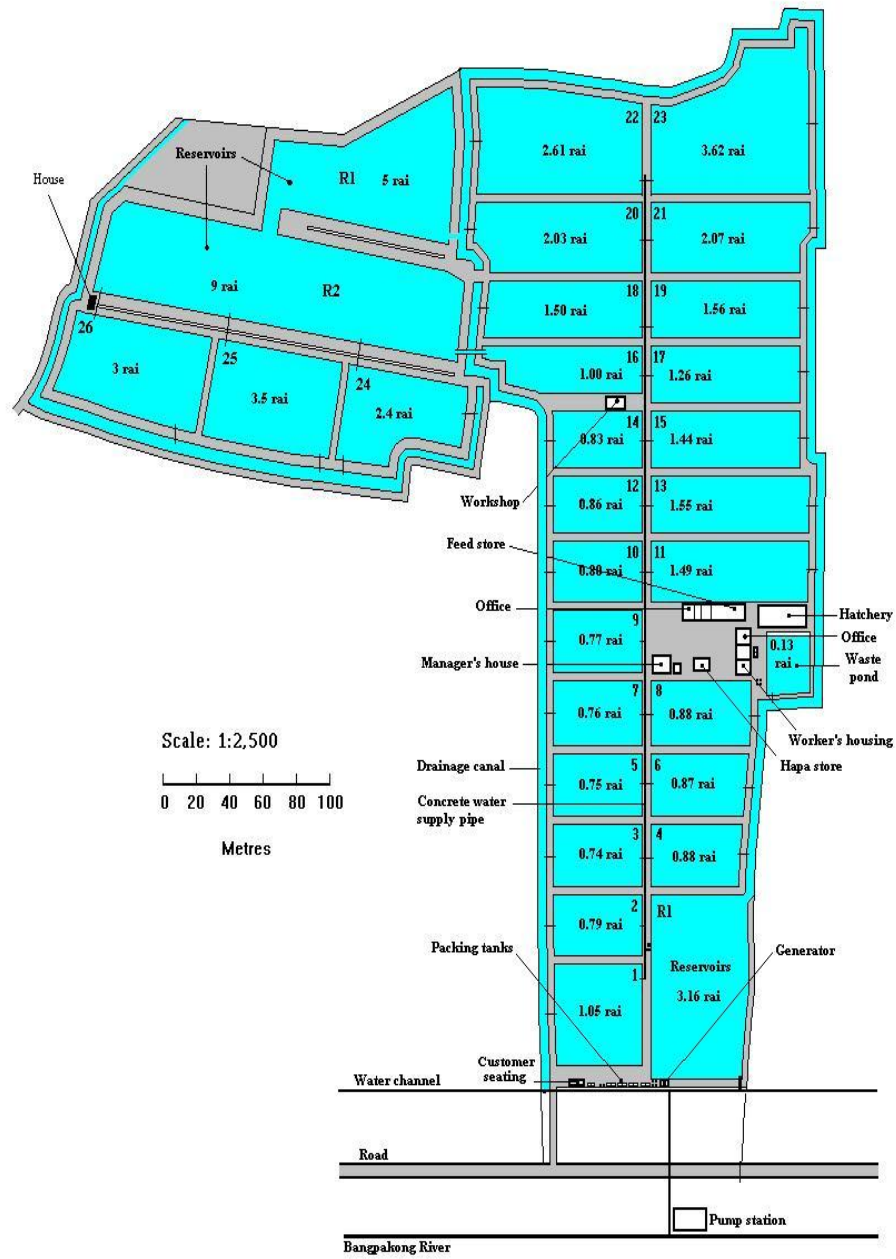 22
23
2.61 rai
3.62 rai
Reservoirs
R1
5 rai
House
20
21
2.03 rai
2.07 rai
9 rai
R2
18
19
1.50 rai
1.56 rai
26
25
24
3 rai
3.5 rai
2.4 rai
16
17
1.00 rai
1.26 rai
14
15
0.83 rai
1.44 rai
Workshop
12
13
0.86 rai
1.55 rai
Feed store
10
11
0.80 rai
1.49 rai
Office
9
0.77 rai
Hatchery
Office
0.13
rai
Waste
pond
Manager's house
7
8
0.76 rai
0.88 rai
Worker's housing
Hapa store
Scale: 1:2,500
0 20 40 60 80 100
Metres
Drainage canal
5
6
0.75 rai
0.87 rai
Concrete water
supply pipe
3
4
0.74 rai
0.88 rai
2
R1
0.79 rai
Packing tanks
Generator
1
Reservoirs
3.16 rai
1.05 rai
Customer
seating
Water channel
Road
Pump station
Bangpakong River